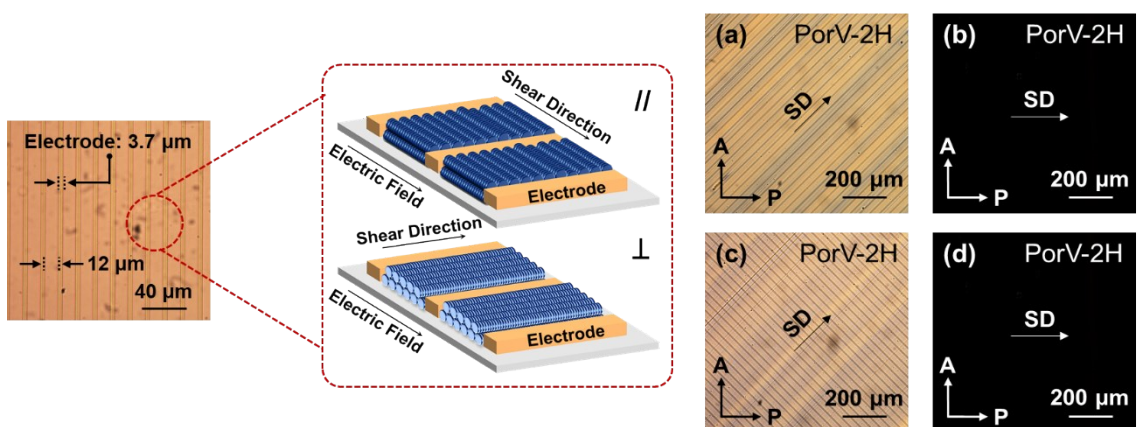 Electrode: 3.7 µm
12 µm
40 µm
Shear Direction
//
Electric Field
Electrode
Shear Direction
⊥
Electric Field
Electrode
(a) PorV-2H
SD
A
P
200 µm
(b) PorV-2H
SD
A
P
200 µm
(c) PorV-2H
SD
A
P
200 µm
(d) PorV-2H
SD
A
P
200 µm